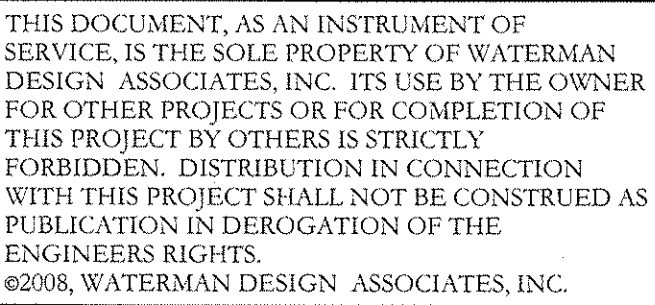 THIS DOCUMENT, AS AN INSTRUMENT OF
SERVICE, IS THE SOLE PROPERTY OF WATERMAN
DESIGN ASSOCIATES, INC. ITS USE BY THE OWNER
FOR OTHER PROJECTS OR FOR COMPLETION OF
THIS PROJECT BY OTHERS IS STRICTLY
FORBIDDEN. DISTRIBUTION IN CONNECTION
WITH THIS PROJECT SHALL NOT BE CONSTRUED AS
PUBLICATION IN DEROGATION OF THE
ENGINEERS RIGHTS.
©2008, WATERMAN DESIGN ASSOCIATES, INC.